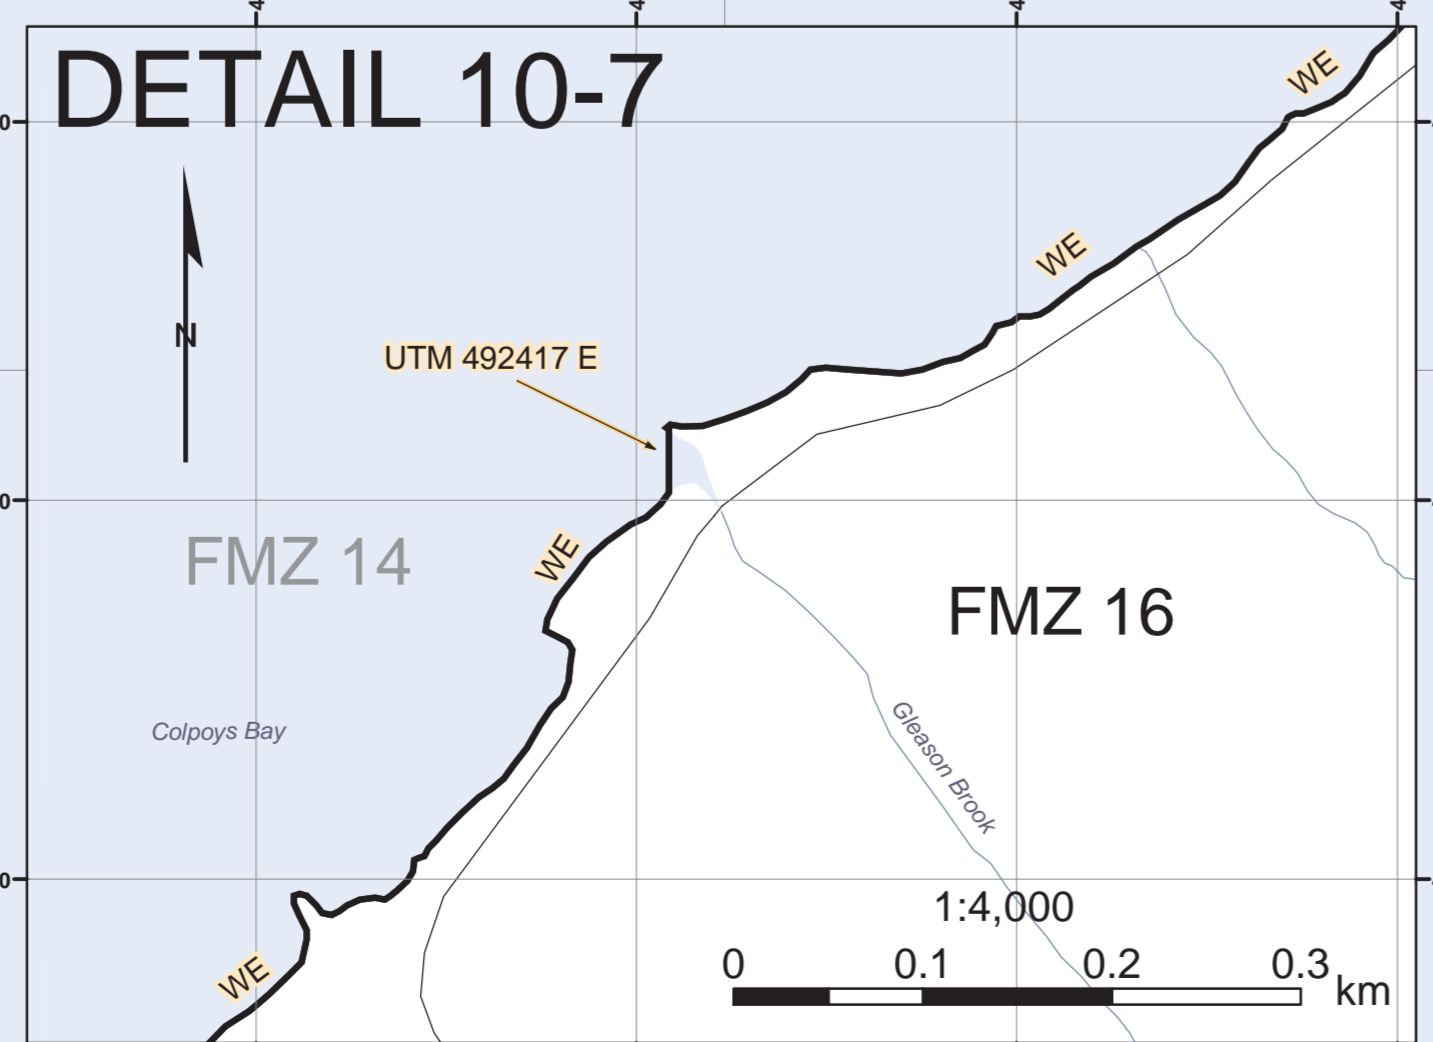 DETAIL 10-7
WE
WE
N
UTM 492417 E
WE
FMZ 14
FMZ 16
Colpoys Bay
Gleason Brook
1:4,000
0 0.1 0.2 0.3 km
WE